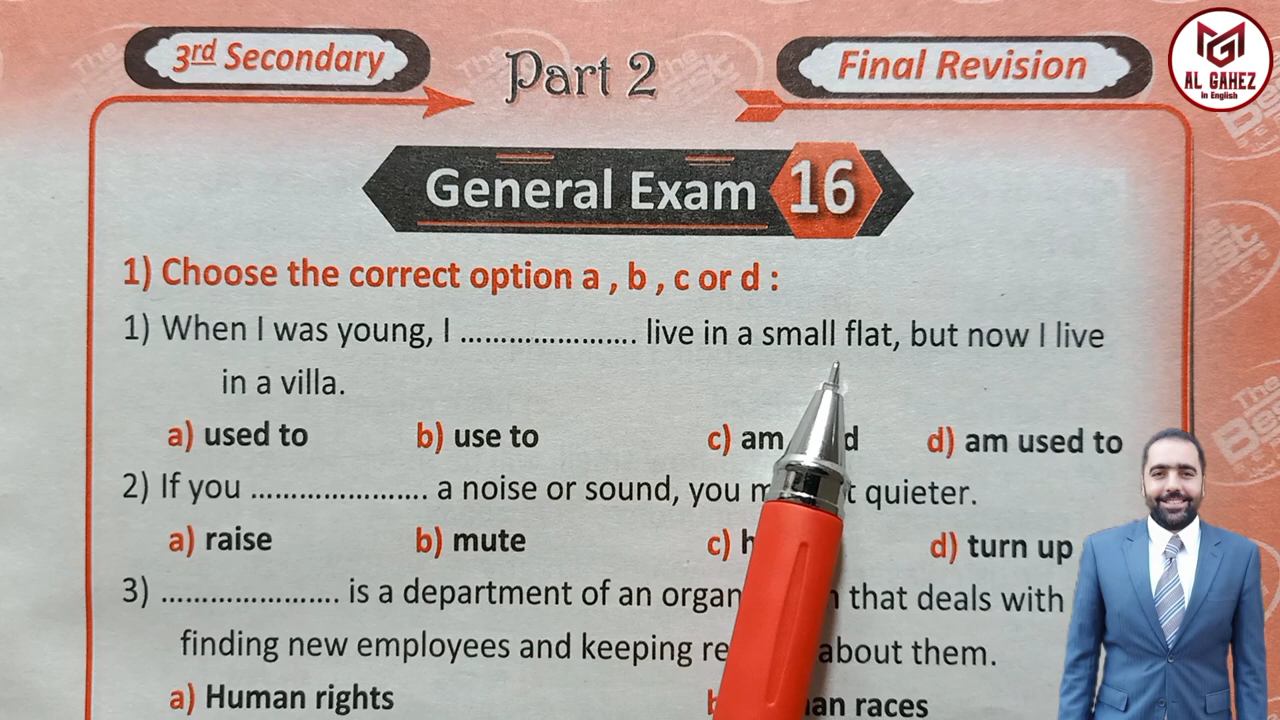 3rd Secondary
Part 2
Final Revision
AL GAHEZ
in English
General Exam 16
1) Choose the correct option a , b , c or d :
1) When I was young, I ...................... live in a small flat, but now I live
in a villa.
a) used to b) use to c) am d) am used to
2) If you ...................... a noise or sound, you quieter.
a) raise b) mute c) d) turn up
3) ...................... is a department of an that deals with
finding new employees and keeping about them.
a) Human rights races